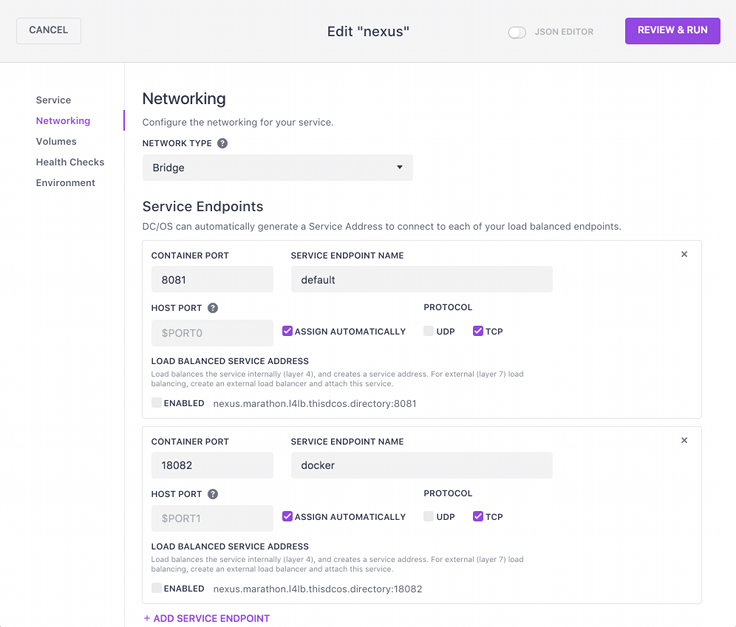 CANCEL
Edit "nexus"
JSON EDITOR
REVIEW & RUN
Service
Networking
Volumes
Health Checks
Environment
Networking
Configure the networking for your service.
NETWORK TYPE ?
Bridge
Service Endpoints
DC/OS can automatically generate a Service Address to connect to each of your load balanced endpoints.
CONTAINER PORT
SERVICE ENDPOINT NAME
8081
default
HOST PORT ?
PROTOCOL
$PORT0
ASSIGN AUTOMATICALLY
UDP
TCP
LOAD BALANCED SERVICE ADDRESS
Load balances the service internally (layer 4), and creates a service address. For external (layer 7) load
balancing, create an external load balancer and attach this service.
ENABLED nexus.marathon.l4lb.thisdcos.directory:8081
CONTAINER PORT
SERVICE ENDPOINT NAME
18082
docker
HOST PORT ?
PROTOCOL
$PORT1
ASSIGN AUTOMATICALLY
UDP
TCP
LOAD BALANCED SERVICE ADDRESS
Load balances the service internally (layer 4), and creates a service address. For external (layer 7) load
balancing, create an external load balancer and attach this service.
ENABLED nexus.marathon.l4lb.thisdcos.directory:18082
+ ADD SERVICE ENDPOINT